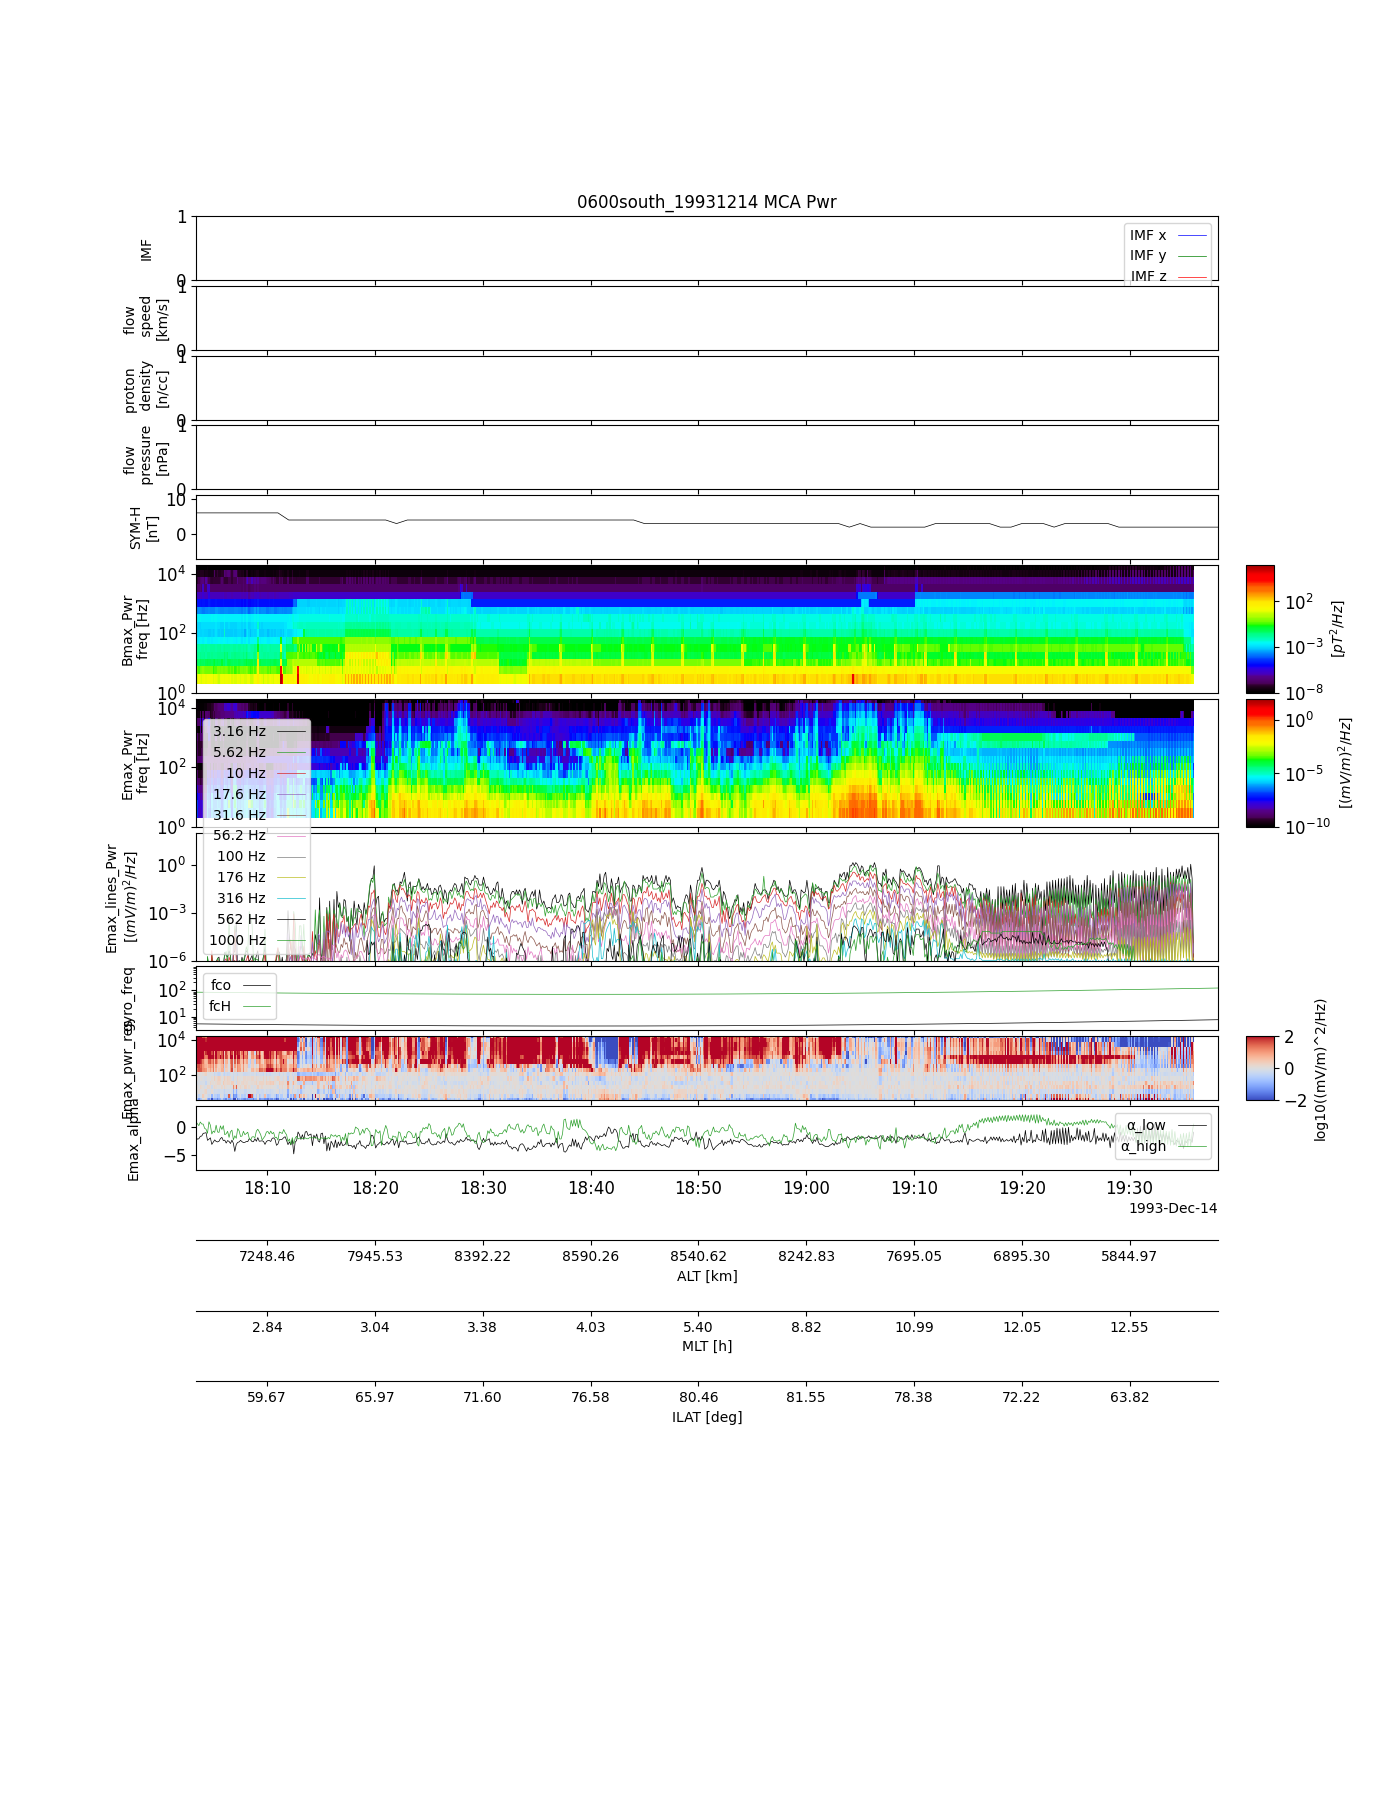 0600south_19931214 MCA Pwr
1
0
IMF
IMF x
IMF y
IMF z
1
0
flow
speed
[km/s]
1
0
proton
density
[n/cc]
1
0
flow
pressure
[nPa]
10
0
SYM-H
[nT]
10^4
10^2
10^0
Bmax_Pwr
freq [Hz]
10^2
10^-3
10^-8
[pT^2/Hz]
10^4
10^2
10^0
Emax_Pwr
freq [Hz]
10^0
10^-5
10^-10
[(mV/m)^2/Hz]
3.16 Hz
5.62 Hz
10 Hz
17.6 Hz
31.6 Hz
56.2 Hz
100 Hz
176 Hz
316 Hz
562 Hz
1000 Hz
10^0
10^-3
10^-6
Emax_lines_Pwr
[(mV/m)^2/Hz]
10^2
10^1
gyro_freq
fco
fcH
10^4
10^2
Emax_pwr_reg
2
0
−2
log10((mV/m)^2/Hz)
0
−5
Emax_alpha
α_low
α_high
18:10 18:20 18:30 18:40 18:50 19:00 19:10 19:20 19:30
1993-Dec-14
7248.46 7945.53 8392.22 8590.26 8540.62 8242.83 7695.05 6895.30 5844.97
ALT [km]
2.84 3.04 3.38 4.03 5.40 8.82 10.99 12.05 12.55
MLT [h]
59.67 65.97 71.60 76.58 80.46 81.55 78.38 72.22 63.82
ILAT [deg]